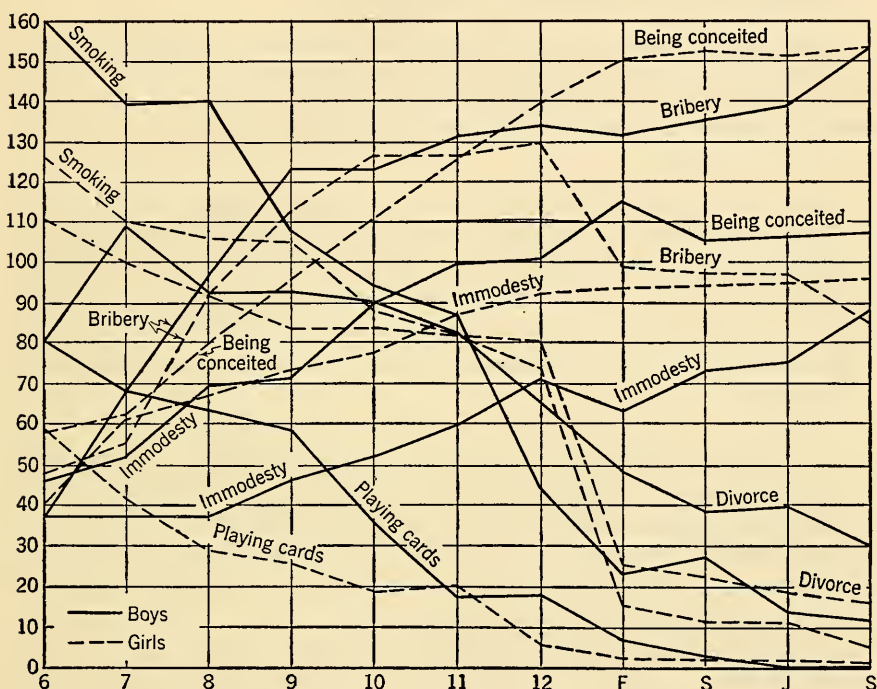 160
150
140
130
120
110
100
90
80
70
60
50
40
30
20
10
0
Smoking
Smoking
Being conceited
Bribery
Being conceited
Bribery
Immodesty
Bribery
Being
conceited
Immodesty
Immodesty
Immodesty
Playing cards
Playing cards
Divorce
Divorce
Boys
Girls
6 7 8 9 10 11 12 F S J S